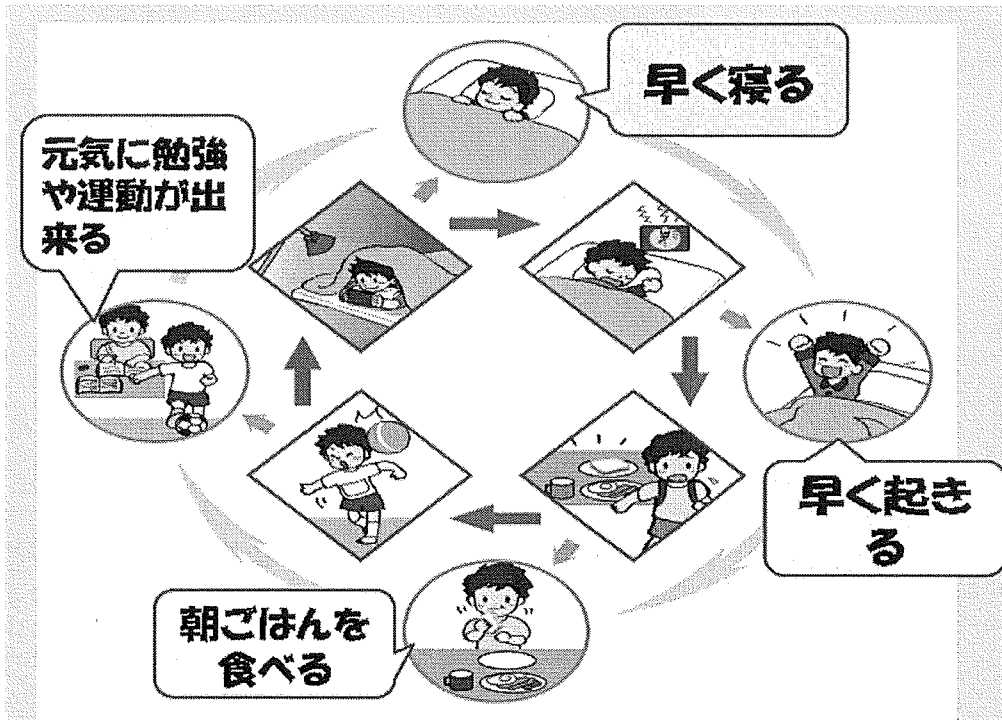 早く寝る
元気に勉強
や運動が出
来る
早く起き
る
朝ごはんを
食べる